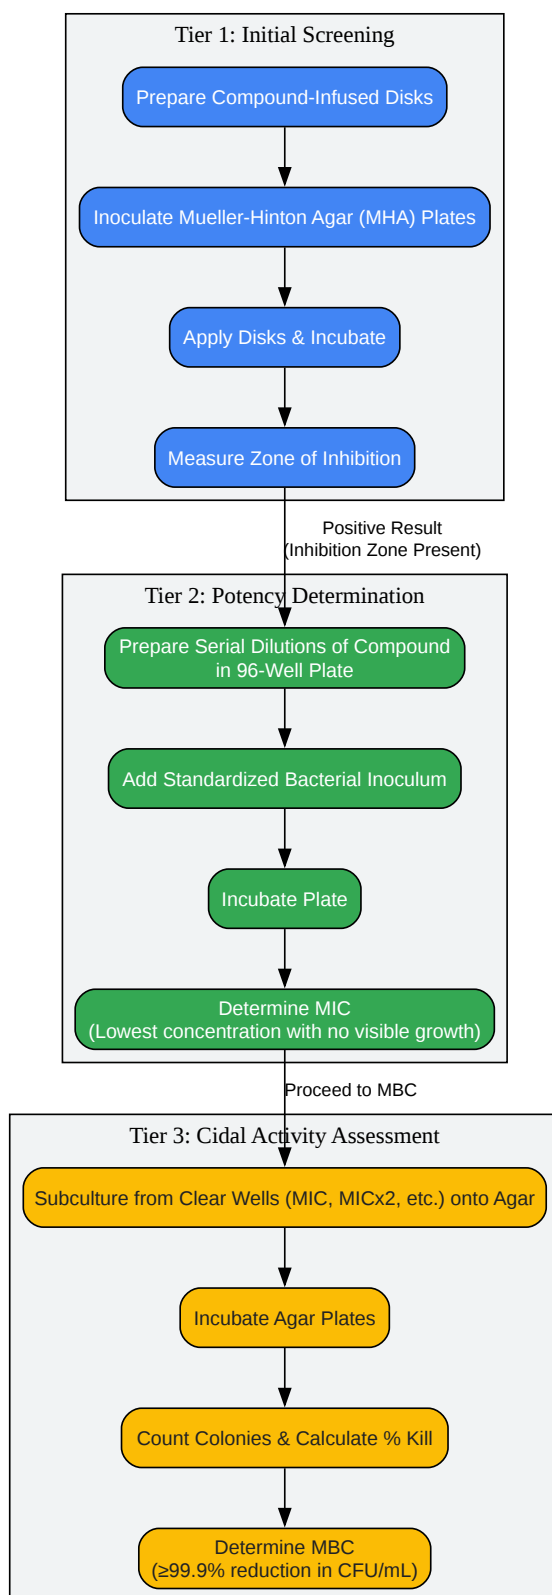 Tier 1: Initial Screening
Prepare Compound-Infused Disks
Inoculate Mueller-Hinton Agar (MHA) Plates
Apply Disks & Incubate
Measure Zone of Inhibition
Positive Result
(Inhibition Zone Present)
Tier 2: Potency Determination
Prepare Serial Dilutions of Compound
in 96-Well Plate
Add Standardized Bacterial Inoculum
Incubate Plate
Determine MIC
(Lowest concentration with no visible growth)
Proceed to MBC
Tier 3: Cidal Activity Assessment
Subculture from Clear Wells (MIC, MICx2, etc.) onto Agar
Incubate Agar Plates
Count Colonies & Calculate % Kill
Determine MBC
(≥99.9% reduction in CFU/mL)